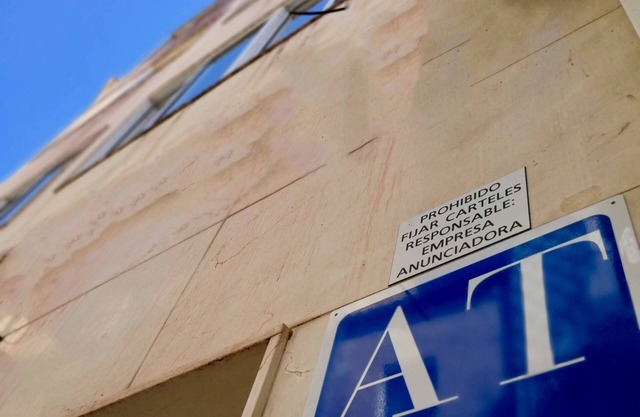 PROHIBIDO
FIJAR CARTELES
RESPONSABLE:
EMPRESA
ANUNCIADORA
AT